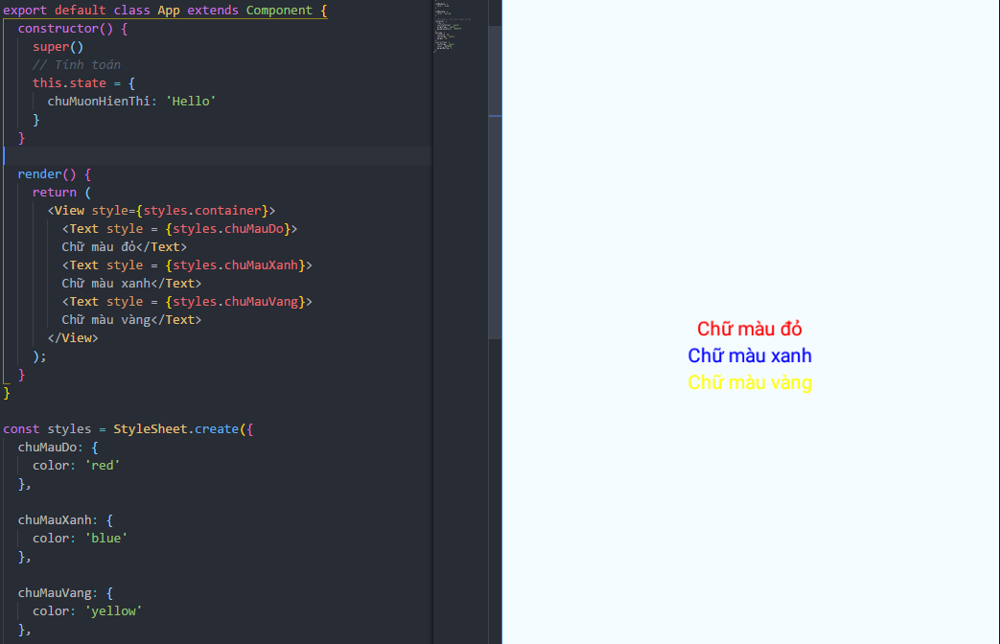 export default class App extends Component {
constructor() {
super()
// Tính toán
this.state = {
chuMuonHienThi: 'Hello'
}
}
render() {
return (
<View style={styles.container}>
<Text style = {styles.chuMauDo}>
Chữ màu đỏ</Text>
<Text style = {styles.chuMauXanh}>
Chữ màu xanh</Text>
<Text style = {styles.chuMauVang}>
Chữ màu vàng</Text>
</View>
);
}
}
const styles = StyleSheet.create({
chuMauDo: {
color: 'red'
},
chuMauXanh: {
color: 'blue'
},
chuMauVang: {
color: 'yellow'
},
Chữ màu đỏ
Chữ màu xanh
Chữ màu vàng